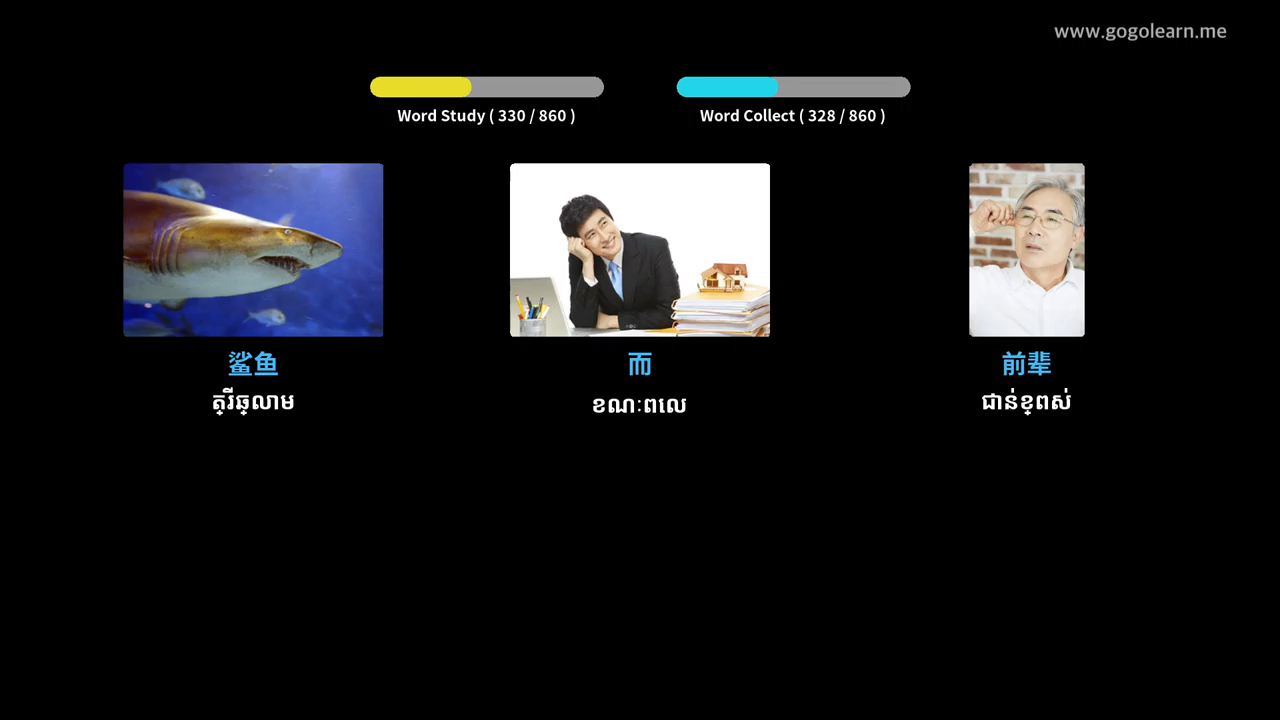 www.gogolearn.me
Word Study ( 330 / 860 )
Word Collect ( 328 / 860 )
鲨鱼
而
前辈
ត្រីឆ្លាម
ខណៈពេល
ជាន់ខ្ពស់